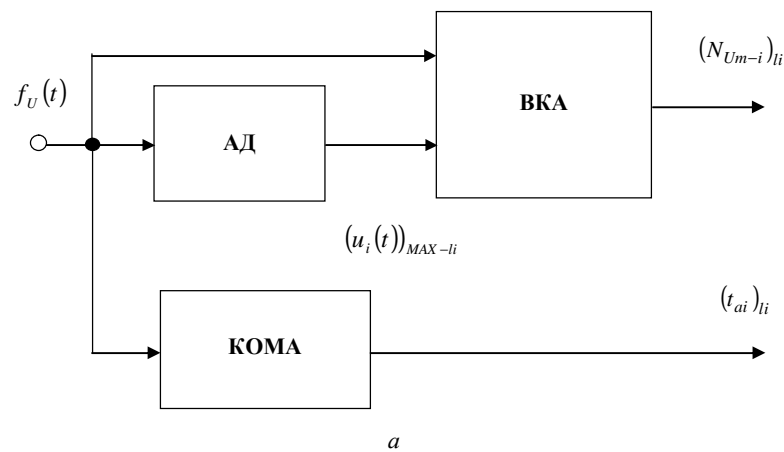 (N_{Um-i})_{li}
f_U(t)
ВКА
АД
(u_i(t))_{MAX-li}
(t_{ai})_{li}
КОМА
а